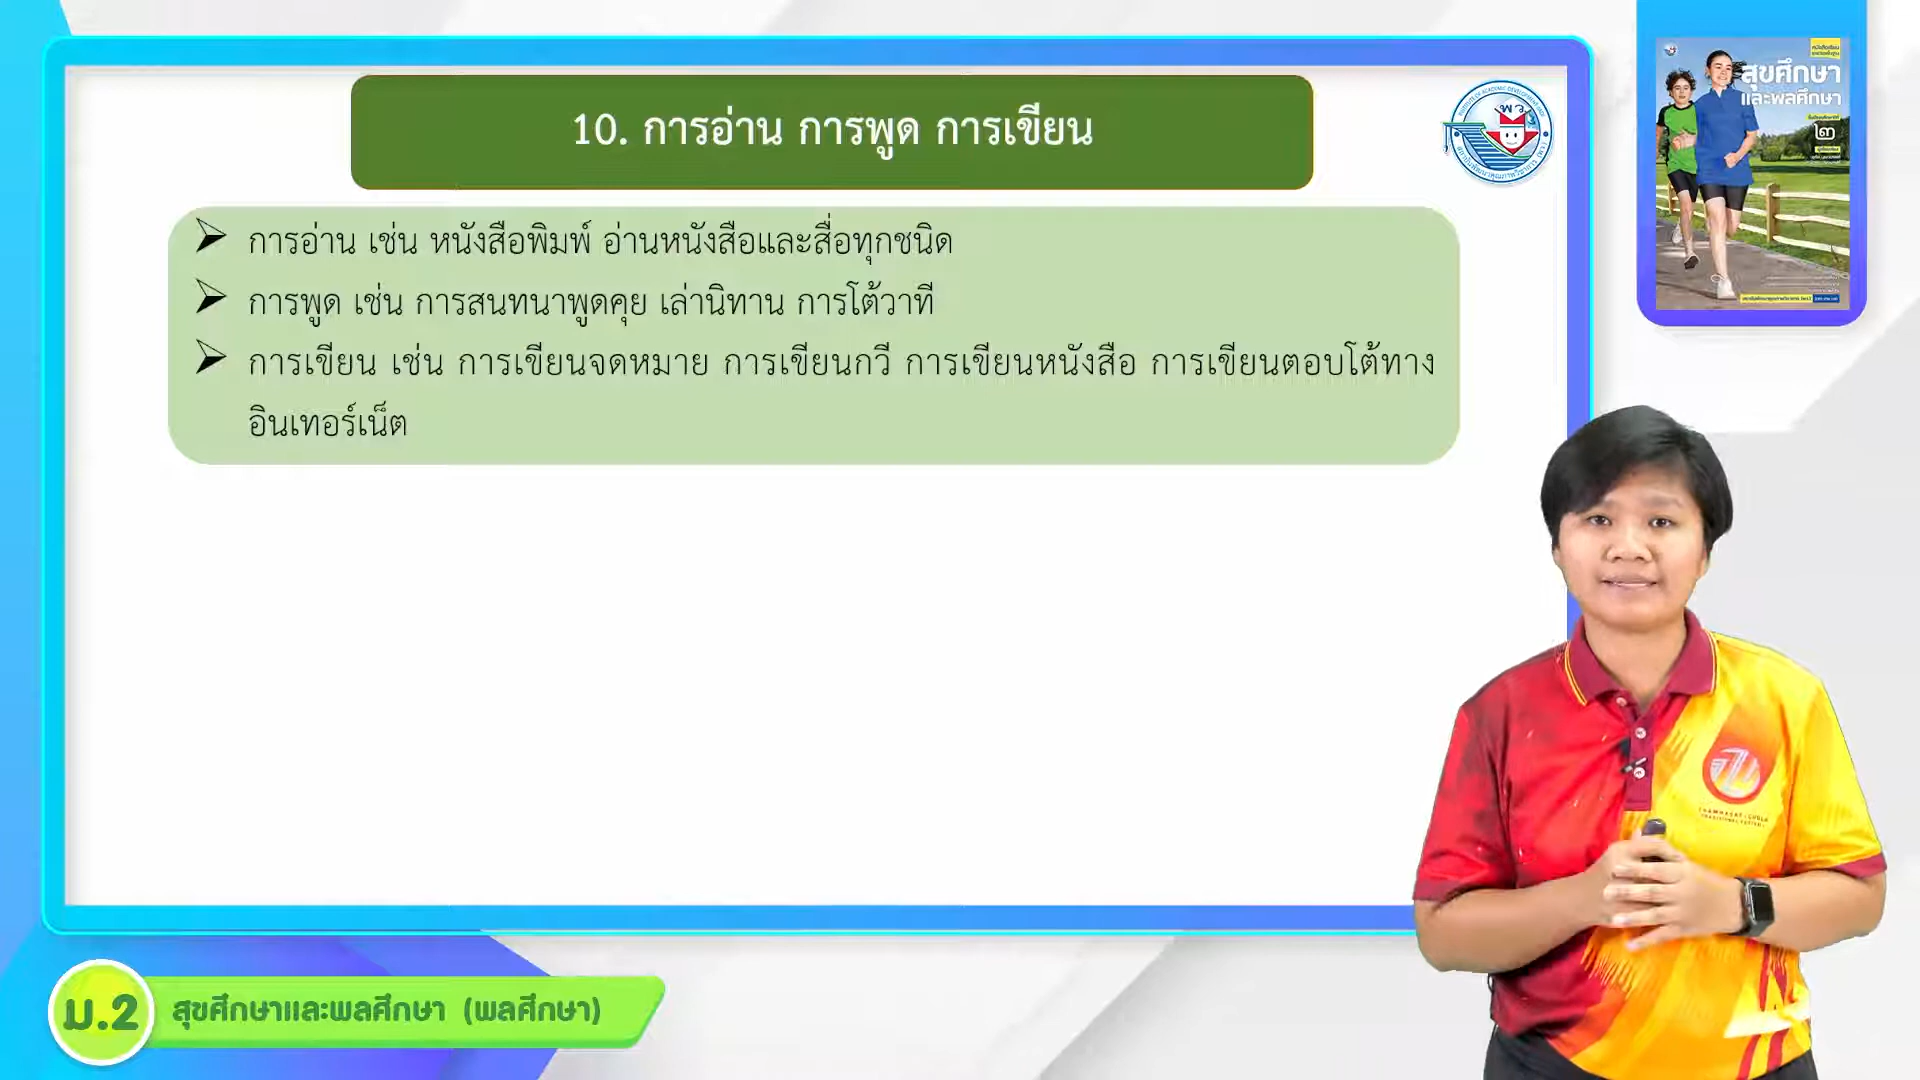 10. การอ่าน การพูด การเขียน
➢ การอ่าน เช่น หนังสือพิมพ์ อ่านหนังสือและสื่อทุกชนิด
➢ การพูด เช่น การสนทนาพูดคุย เล่านิทาน การโต้วาที
➢ การเขียน เช่น การเขียนจดหมาย การเขียนกวี การเขียนหนังสือ การเขียนตอบโต้ทาง
อินเทอร์เน็ต
พว
สุขศึกษา
และพลศึกษา
๒
ม.2 สุขศึกษาและพลศึกษา (พลศึกษา)